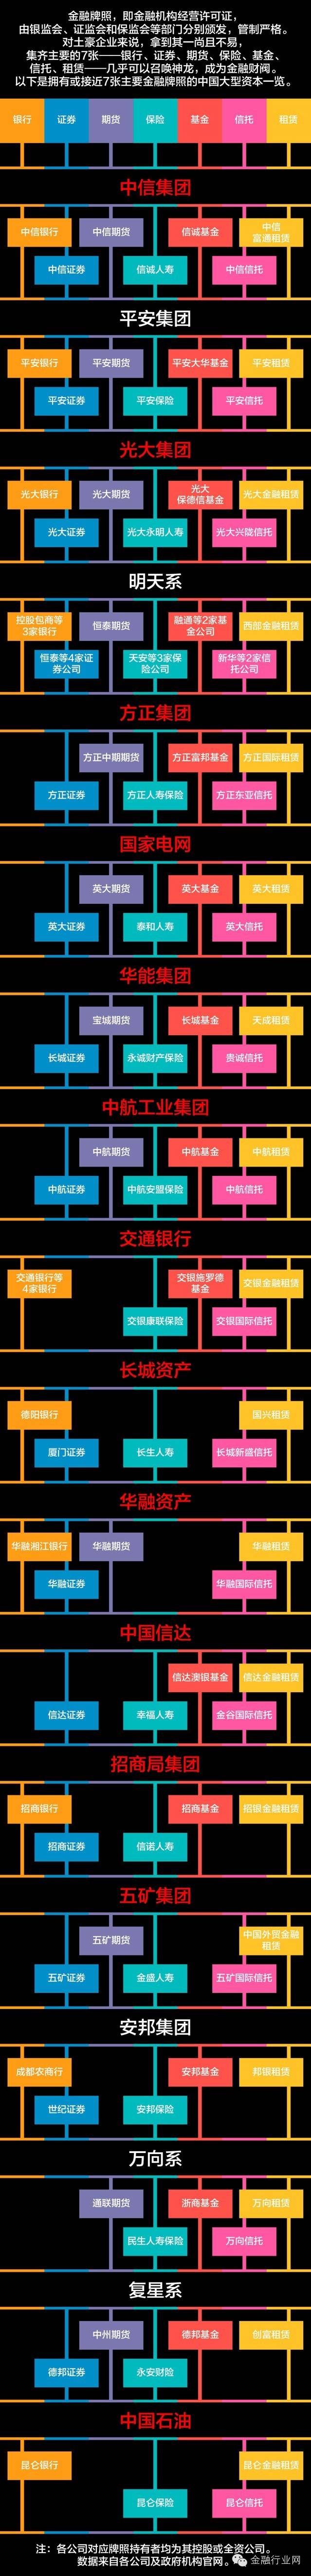 金融牌照，即金融机构经营许可证，
由银监会、证监会和保监会等部门分别颁发，管制严格。
对土豪企业来说，拿到其一尚且不易，
集齐主要的7张——银行、证券、期货、保险、基金、
信托、租赁——几乎可以召唤神龙，成为金融财阀。
以下是拥有或接近7张主要金融牌照的中国大型资本一览。
银行 证券 期货 保险 基金 信托 租赁
中信集团
中信银行 中信期货 信诚基金 中信
富通租赁
中信证券 信诚人寿 中信信托
平安集团
平安银行 平安期货 平安大华基金 平安租赁
平安证券 平安保险 平安信托
光大集团
光大银行 光大期货 光大
保德信基金 光大金融租赁
光大证券 光大永明人寿 光大兴陇信托
明天系
控股包商等
3家银行 恒泰期货 融通等2家基
金公司 西部金融租赁
恒泰等4家证
券公司 天安等3家保
险公司 新华等2家信
托公司
方正集团
方正中期期货 方正富邦基金 方正国际租赁
方正证券 方正人寿保险 方正东亚信托
国家电网
英大期货 英大基金 英大租赁
英大证券 泰和人寿 英大信托
华能集团
宝城期货 长城基金 天成租赁
长城证券 永诚财产保险 贵诚信托
中航工业集团
中航期货 中航基金 中航租赁
中航证券 中航安盟保险 中航信托
交通银行
交通银行等
4家银行 交银施罗德
基金 交银金融租赁
交银康联保险 交银国际信托
长城资产
德阳银行 国兴租赁
厦门证券 长生人寿 长城新盛信托
华融资产
华融湘江银行 华融期货 华融租赁
华融证券 华融国际信托
中国信达
信达澳银基金 信达金融租赁
信达证券 幸福人寿 金谷国际信托
招商局集团
招商银行 招商基金 招银金融租赁
招商证券 信诺人寿
五矿集团
五矿期货 中国外贸金融
租赁
五矿证券 金盛人寿 五矿国际信托
安邦集团
成都农商行 安邦基金 邦银租赁
世纪证券 安邦保险
万向系
通联期货 浙商基金 万向租赁
民生人寿保险 万向信托
复星系
中州期货 德邦基金 创富租赁
德邦证券 永安财险
中国石油
昆仑银行 昆仑金融租赁
昆仑保险 昆仑信托
注：各公司对应牌照持有者均为其控股或全资公司。
数据来自各公司及政府机构官网。
金融行业网